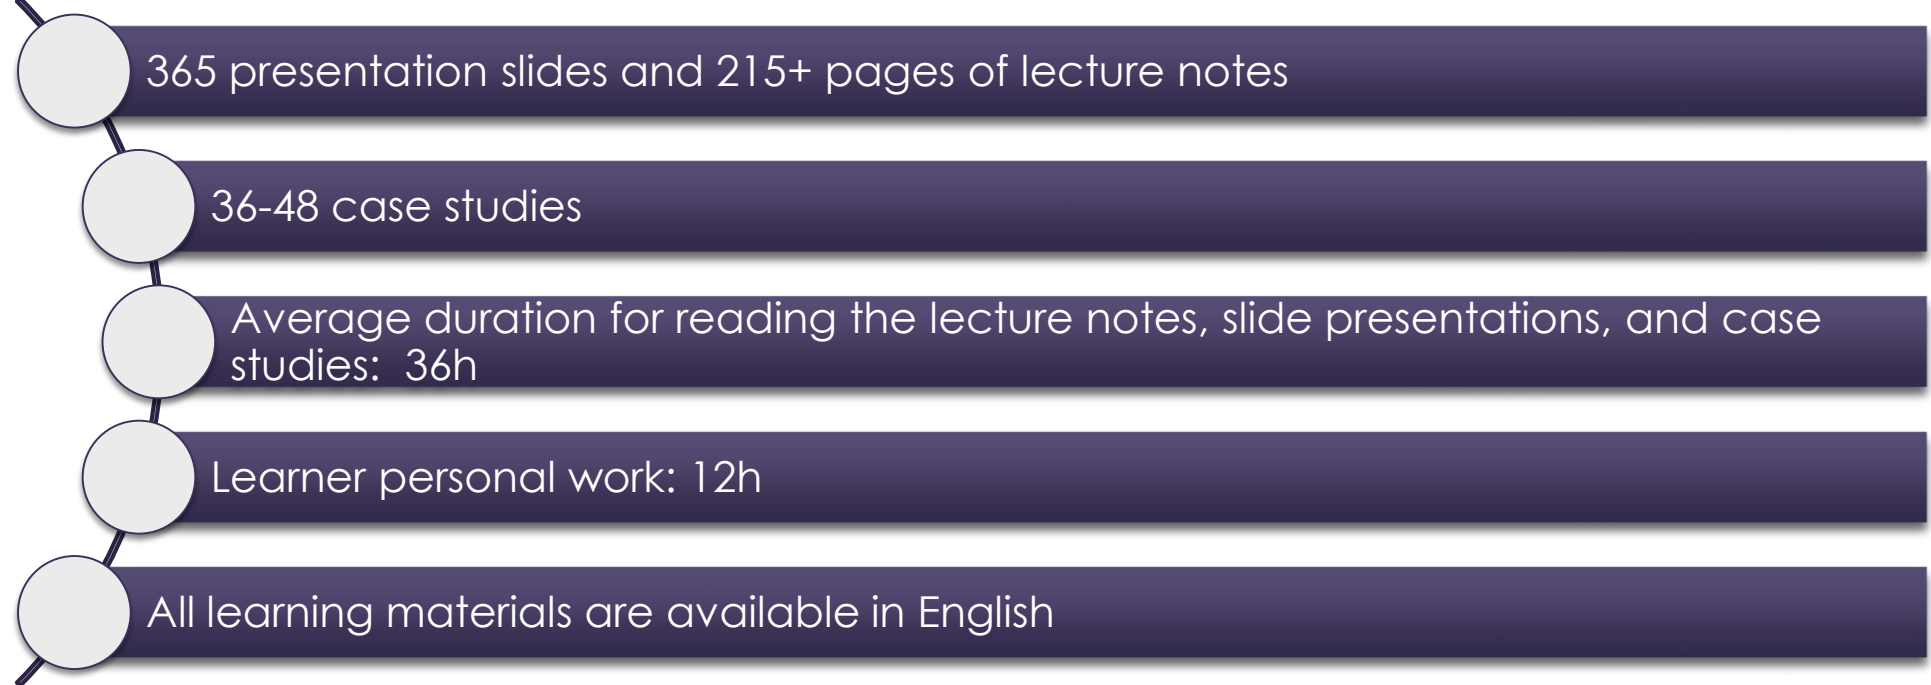 365 presentation slides and 215+ pages of lecture notes
36-48 case studies
Average duration for reading the lecture notes, slide presentations, and case
studies:  36h
Learner personal work: 12h
All learning materials are available in English